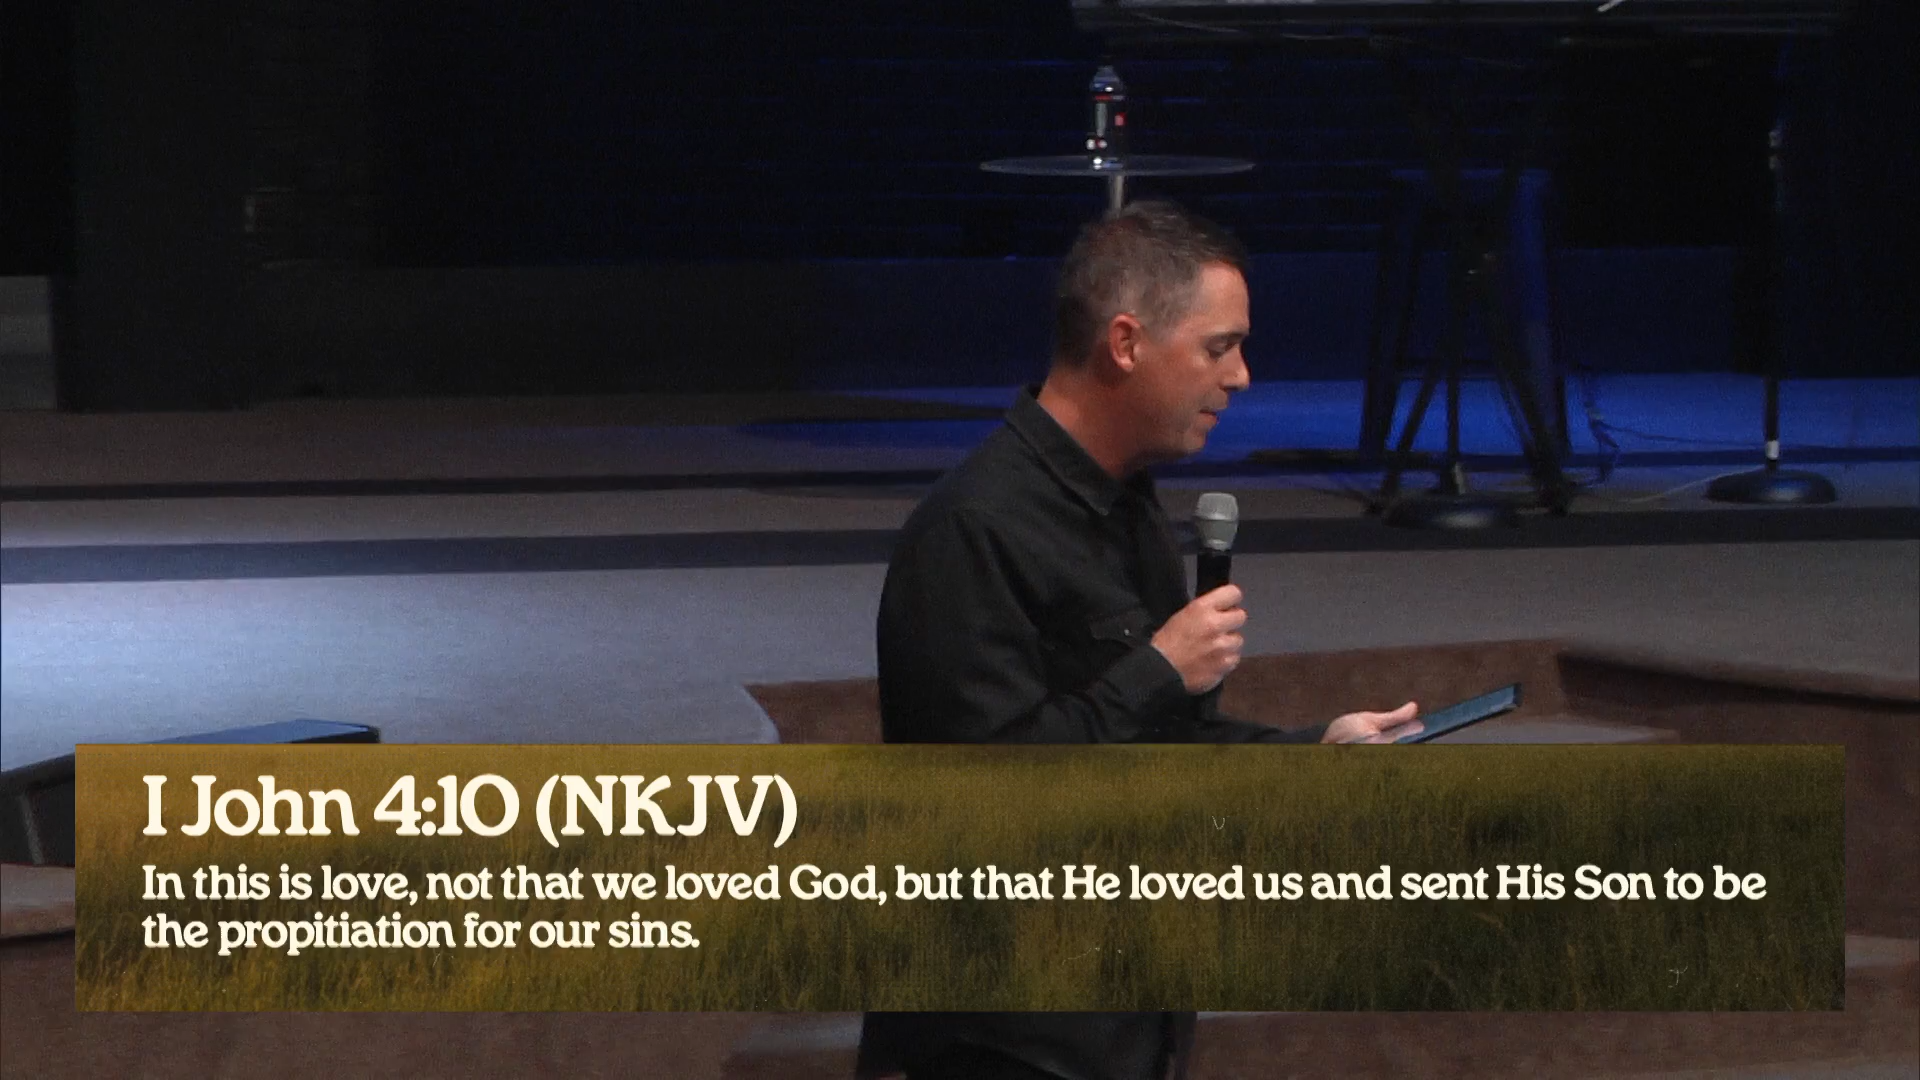 I John 4:10 (NKJV)
In this is love, not that we loved God, but that He loved us and sent His Son to be
the propitiation for our sins.